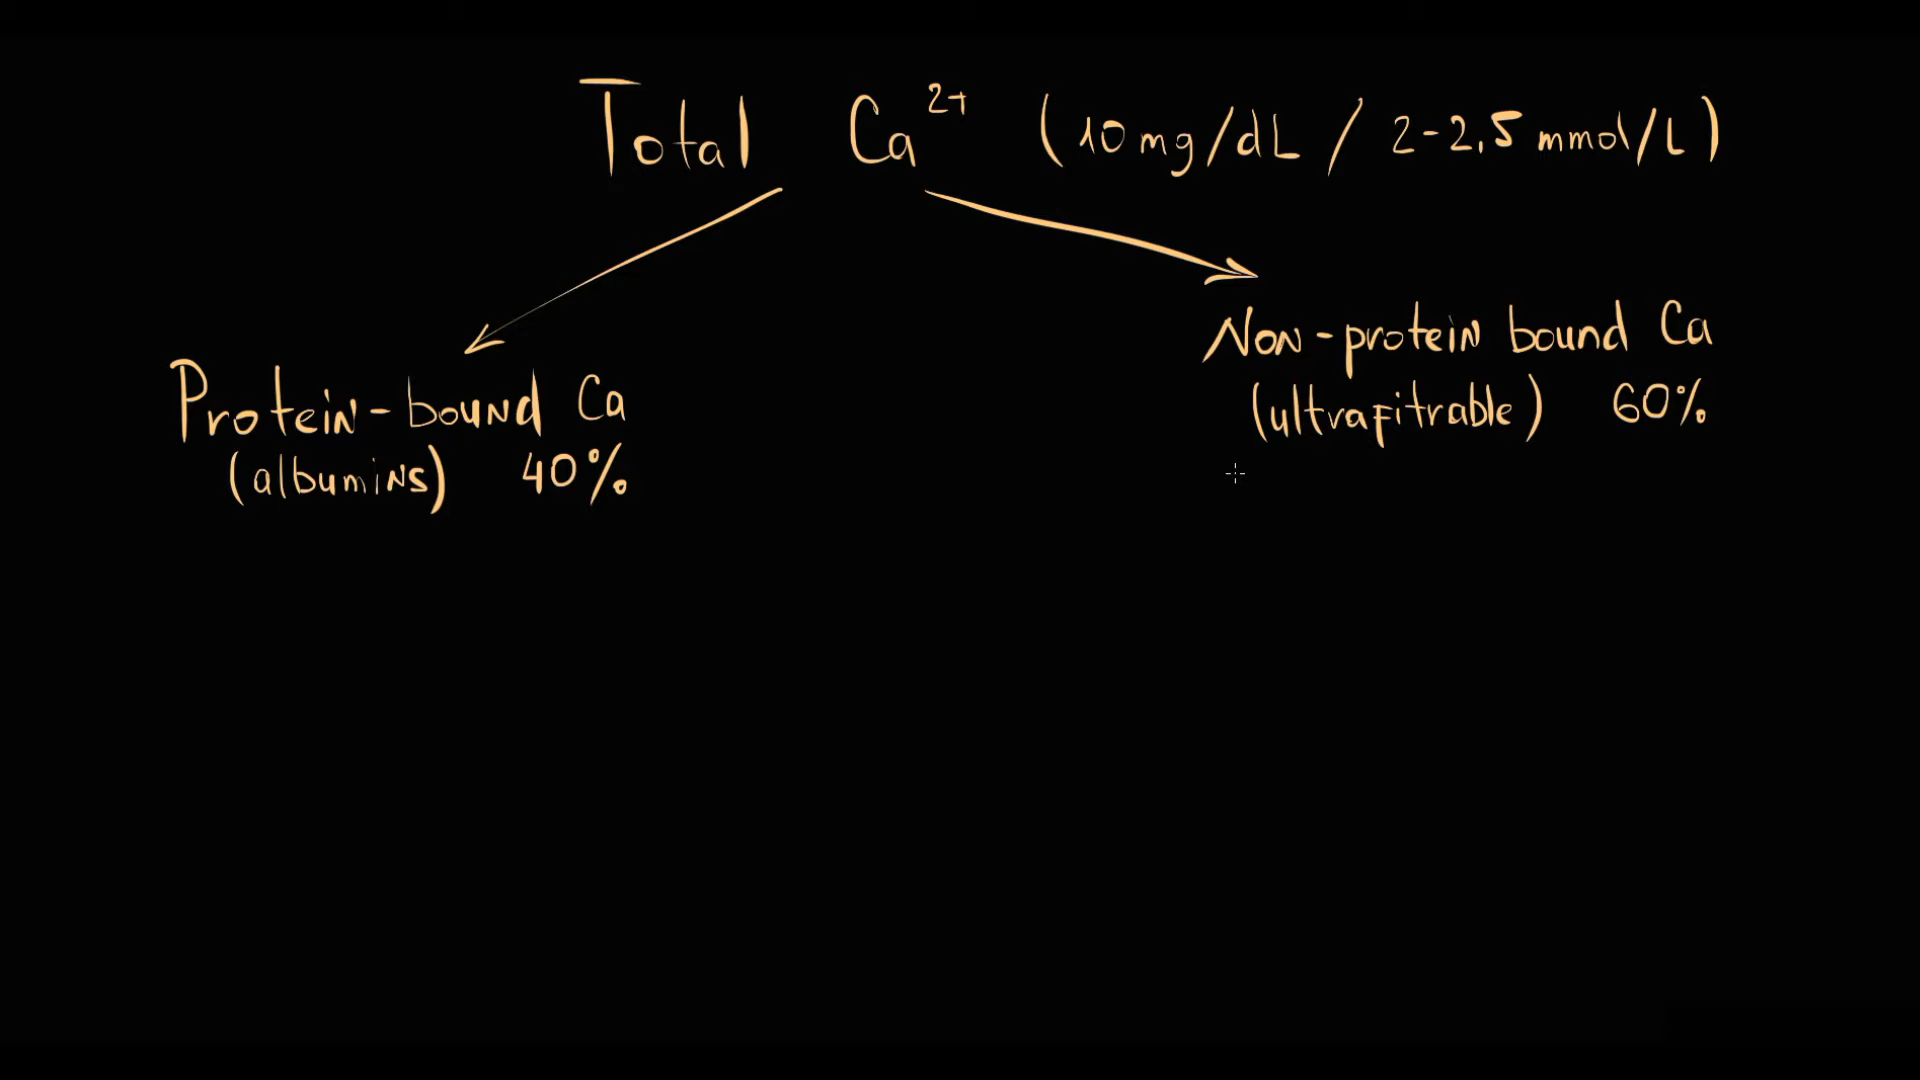 Total Ca²⁺ (10 mg/dL / 2-2,5 mmol/L)
Protein-bound Ca
(albumins) 40%
Non-protein bound Ca
(ultrafitrable) 60%